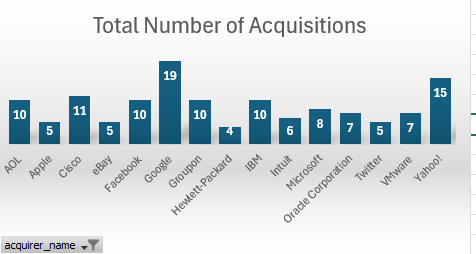 Total Number of Acquisitions
19
15
11
10
10
10
10
8
7
7
6
5
5
5
4
AOL
Apple
Cisco
eBay
Facebook
Google
Groupon
Hewlett-Packard
IBM
Intuit
Microsoft
Oracle Corporation
Twitter
VMware
Yahoo!
acquirer_name